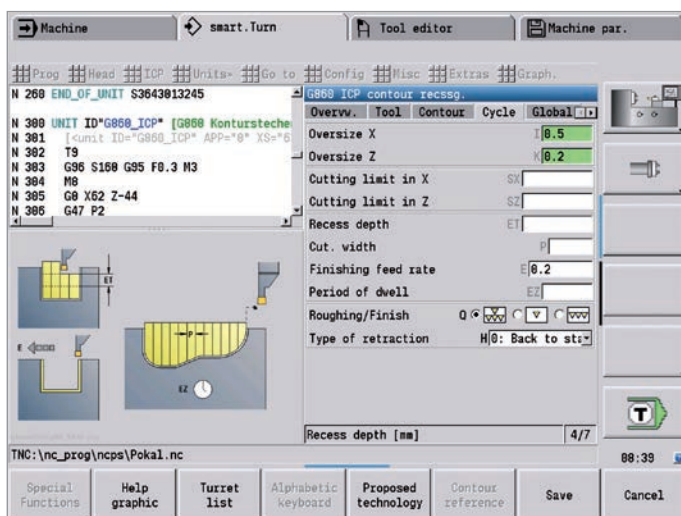 Machine
smart.Turn
Tool editor
Machine par.
Prog Head ICP Units» Go to Config Misc Extras Graph.
N 260 END_OF_UNIT S3643013245
N 300 UNIT ID"G860_ICP" [G860 Konturstechen
N 301 [<unit ID="G860_ICP" APP="0" XS="6
N 302 T9
N 303 G96 S160 G95 F0.3 M3
N 304 M8
N 305 G0 X62 Z-44
N 306 G47 P2
G860 ICP contour recssg.
Overvw. Tool Contour Cycle Global
Oversize X I 0.5
Oversize Z K 0.2
Cutting limit in X SX
Cutting limit in Z SZ
Recess depth ET
Cut. width P
Finishing feed rate E 0.2
Period of dwell EZ
Roughing/Finish Q
Type of retraction H 0: Back to sta
ET
E
P
EZ
Recess depth [mm] 4/7
T
TNC:\nc_prog\ncps\Pokal.nc
08:39
Special Functions
Help graphic
Turret list
Alphabetic keyboard
Proposed technology
Contour reference
Save
Cancel